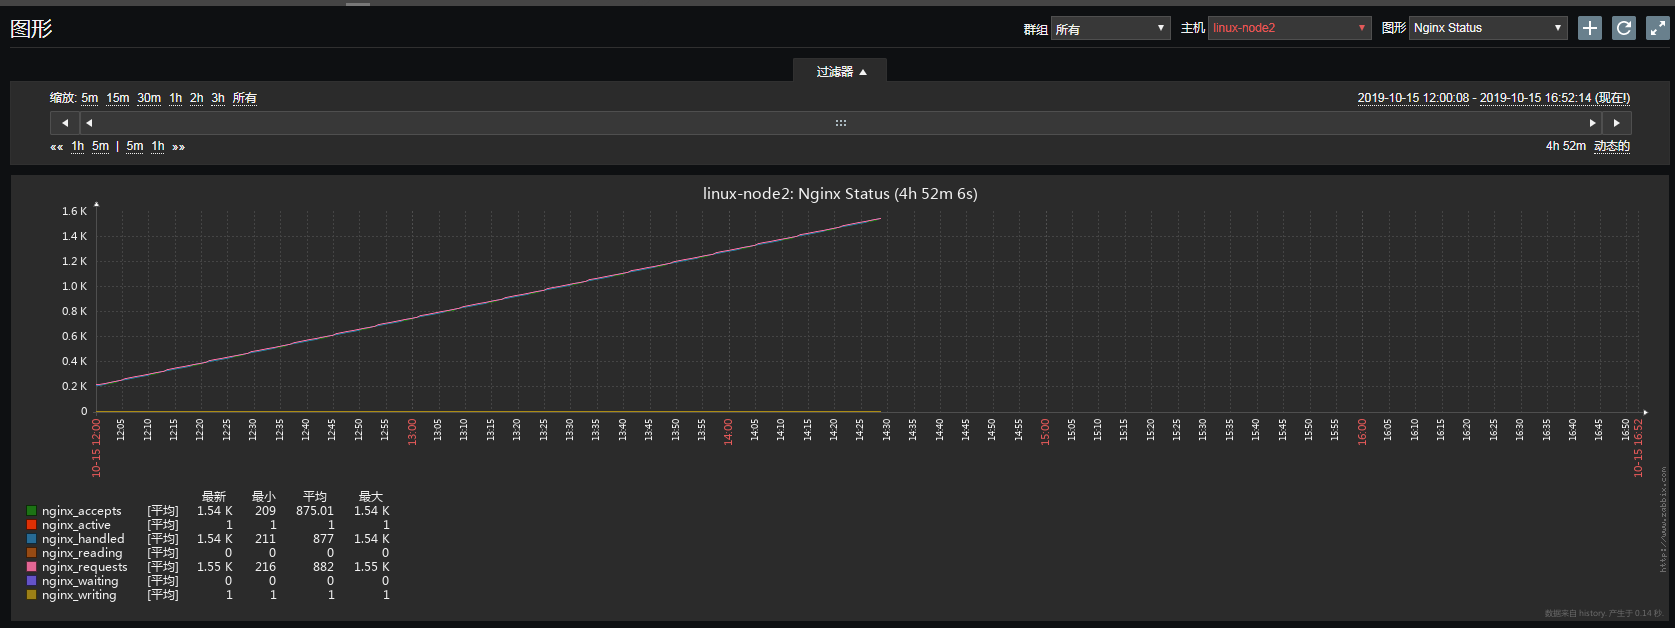 图形
群组 所有 主机 linux-node2 图形 Nginx Status
过滤器
缩放: 5m 15m 30m 1h 2h 3h 所有
2019-10-15 12:00:08 - 2019-10-15 16:52:14 (现在!)
«« 1h 5m | 5m 1h »»
4h 52m 动态的
linux-node2: Nginx Status (4h 52m 6s)
1.6 K
1.4 K
1.2 K
1.0 K
0.8 K
0.6 K
0.4 K
0.2 K
0
10-15 12:00 12:05 12:10 12:15 12:20 12:25 12:30 12:35 12:40 12:45 12:50 12:55 13:00 13:05 13:10 13:15 13:20 13:25 13:30 13:35 13:40 13:45 13:50 13:55 14:00 14:05 14:10 14:15 14:20 14:25 14:30 14:35 14:40 14:45 14:50 14:55 15:00 15:05 15:10 15:15 15:20 15:25 15:30 15:35 15:40 15:45 15:50 15:55 16:00 16:05 16:10 16:15 16:20 16:25 16:30 16:35 16:40 16:45 16:50 10-15 16:52
最新 最小 平均 最大
nginx_accepts [平均] 1.54 K 209 875.01 1.54 K
nginx_active [平均] 1 1 1 1
nginx_handled [平均] 1.54 K 211 877 1.54 K
nginx_reading [平均] 0 0 0 0
nginx_requests [平均] 1.55 K 216 882 1.55 K
nginx_waiting [平均] 0 0 0 0
nginx_writing [平均] 1 1 1 1
http://www.zabbix.com
数据来自 history. 产生于 0.14 秒.